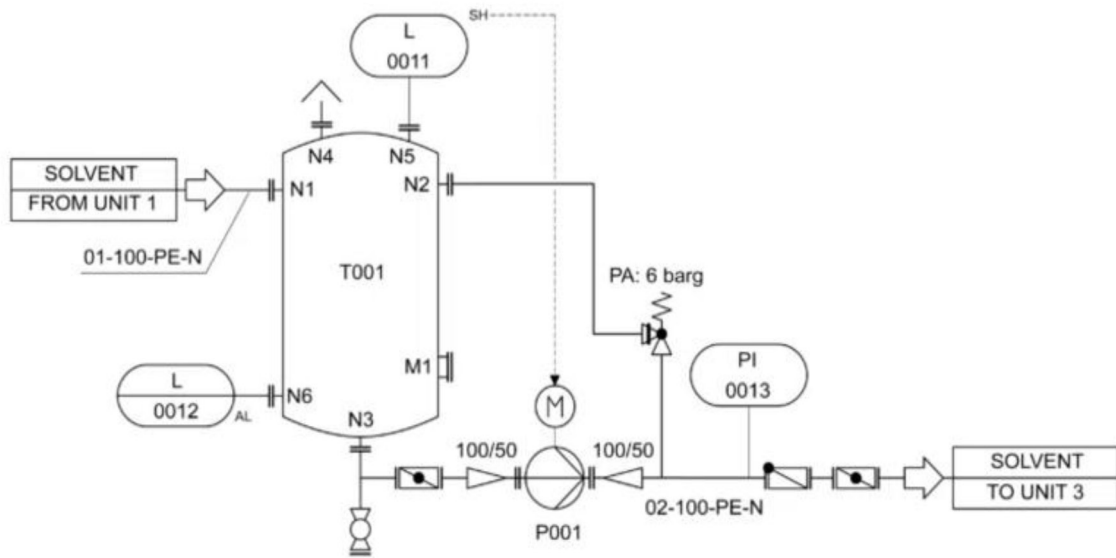 L
0011
SH
N4
N5
SOLVENT
FROM UNIT 1
N1
N2
01-100-PE-N
T001
PA: 6 barg
M1
L
0012
AL
N6
N3
PI
0013
M
100/50
100/50
P001
02-100-PE-N
SOLVENT
TO UNIT 3